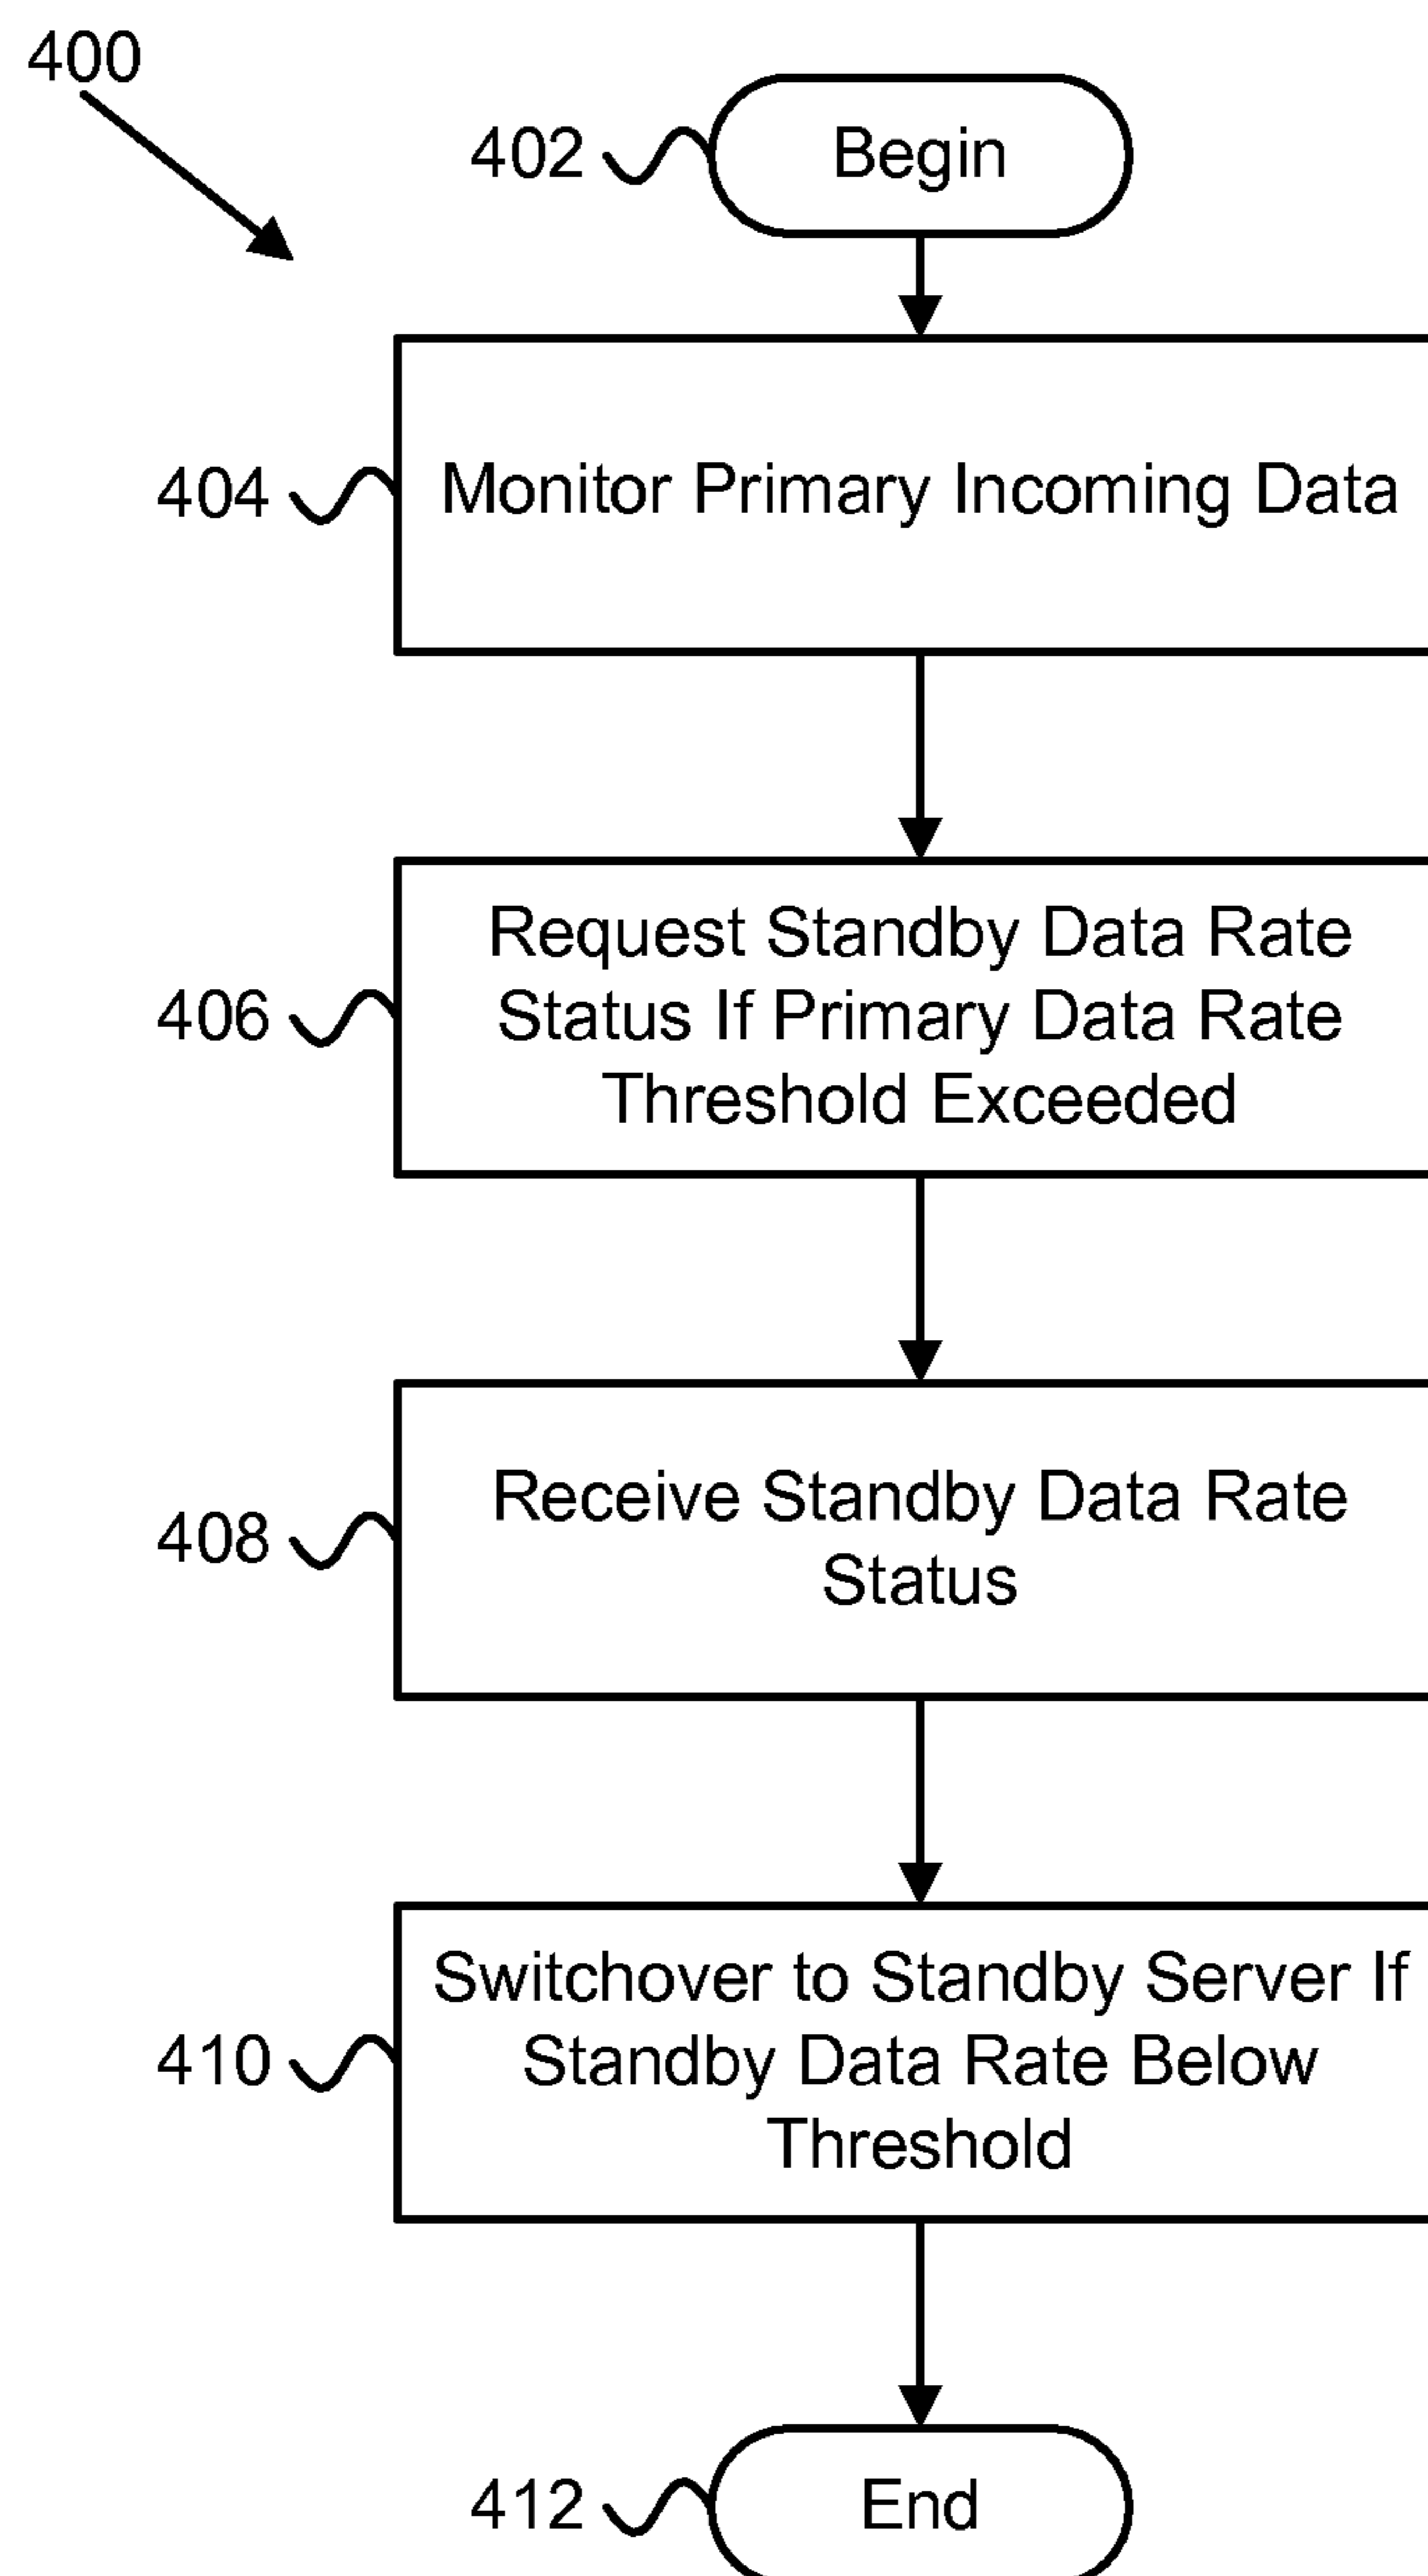 400
402
Begin
404
Monitor Primary Incoming Data
406
Request Standby Data Rate
Status If Primary Data Rate
Threshold Exceeded
408
Receive Standby Data Rate
Status
410
Switchover to Standby Server If
Standby Data Rate Below
Threshold
412
End